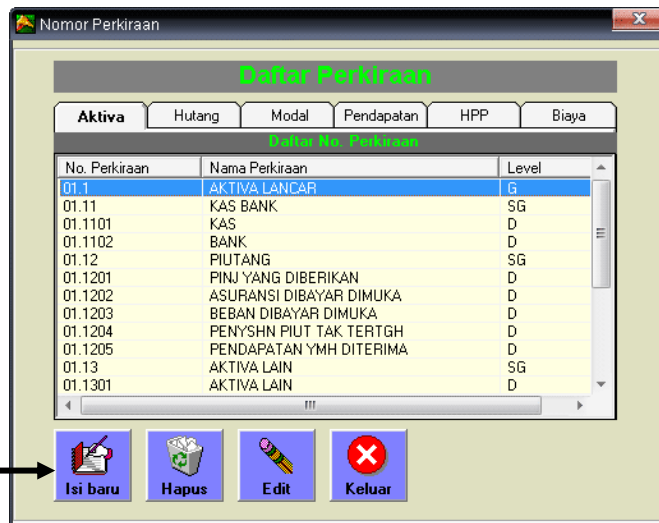 Nomor Perkiraan
Daftar Perkiraan
Aktiva Hutang Modal Pendapatan HPP Biaya
Daftar No. Perkiraan
No. Perkiraan Nama Perkiraan Level
01.1 AKTIVA LANCAR G
01.11 KAS BANK SG
01.1101 KAS D
01.1102 BANK D
01.12 PIUTANG SG
01.1201 PINJ YANG DIBERIKAN D
01.1202 ASURANSI DIBAYAR DIMUKA D
01.1203 BEBAN DIBAYAR DIMUKA D
01.1204 PENYSHN PIUT TAK TERTGH D
01.1205 PENDAPATAN YMH DITERIMA D
01.13 AKTIVA LAIN SG
01.1301 AKTIVA LAIN D
Isi baru Hapus Edit Keluar